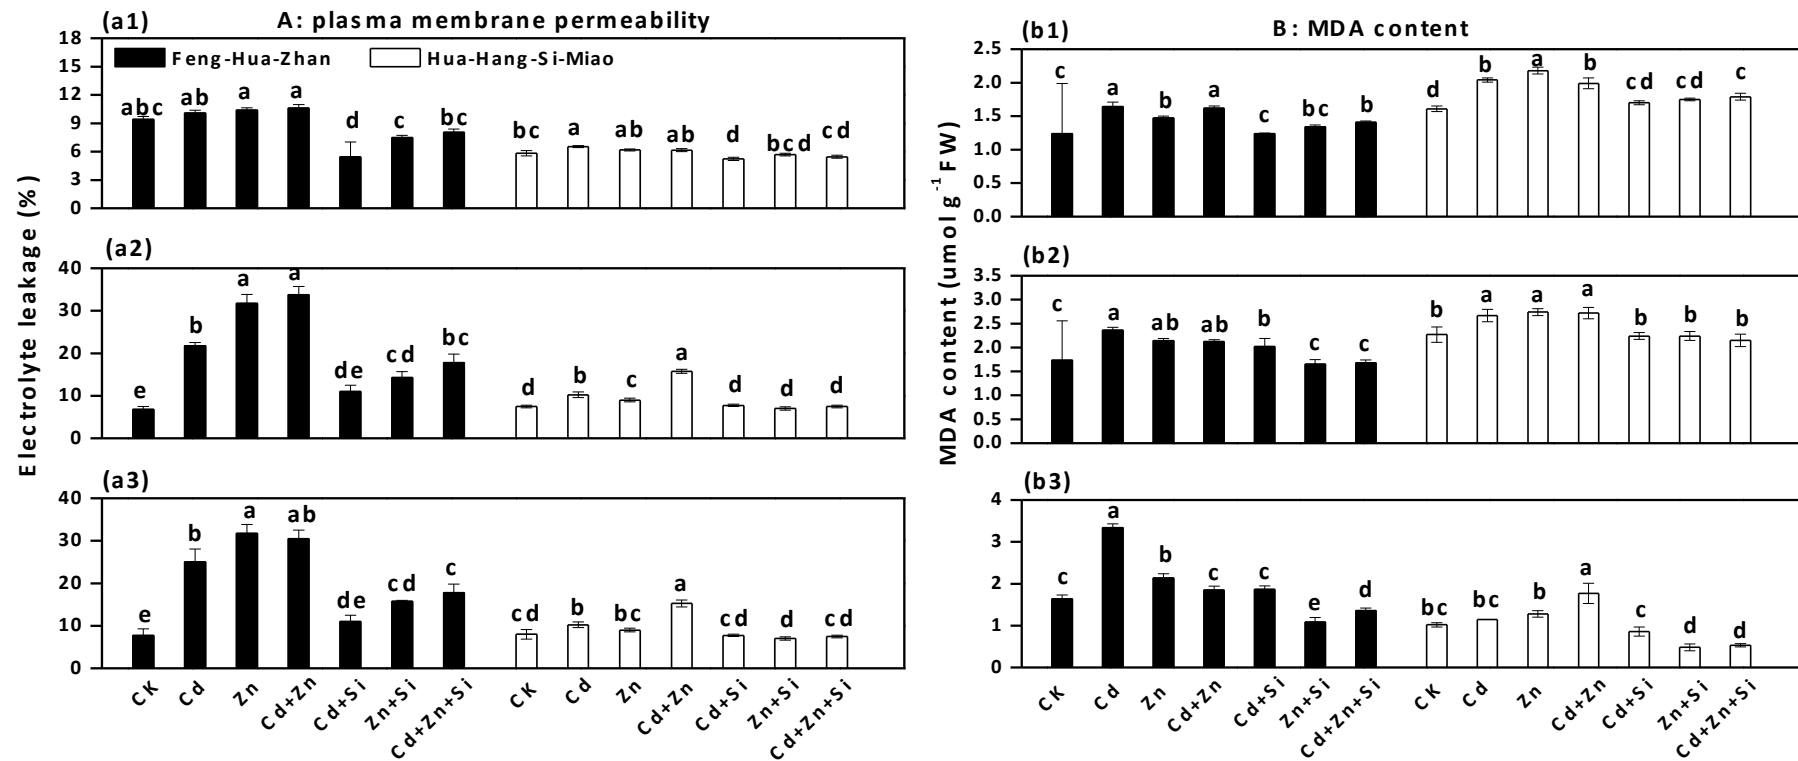 (a1) A: plasma membrane permeability
Feng-Hua-Zhan Hua-Hang-Si-Miao
18
15
12
9
6
3
0
abc ab a a d c bc bc a ab ab d bcd cd
(a2)
40
30
20
10
0
e b a a de cd bc d b c a d d d
(a3)
40
30
20
10
0
e b a ab de cd c cd b bc a cd d cd
CK Cd Zn Cd+Zn Cd+Si Zn+Si Cd+Zn+Si CK Cd Zn Cd+Zn Cd+Si Zn+Si Cd+Zn+Si
Electrolyte leakage (%)
(b1) B: MDA content
2.5
2.0
1.5
1.0
0.5
0.0
c a b a c bc b d b a b cd cd c
(b2)
3.5
3.0
2.5
2.0
1.5
1.0
0.5
0.0
c a ab ab b c c b a a a b b b
(b3)
4
3
2
1
0
c a b c c e d bc bc b a c d d
CK Cd Zn Cd+Zn Cd+Si Zn+Si Cd+Zn+Si CK Cd Zn Cd+Zn Cd+Si Zn+Si Cd+Zn+Si
MDA content (umol g⁻¹ FW)